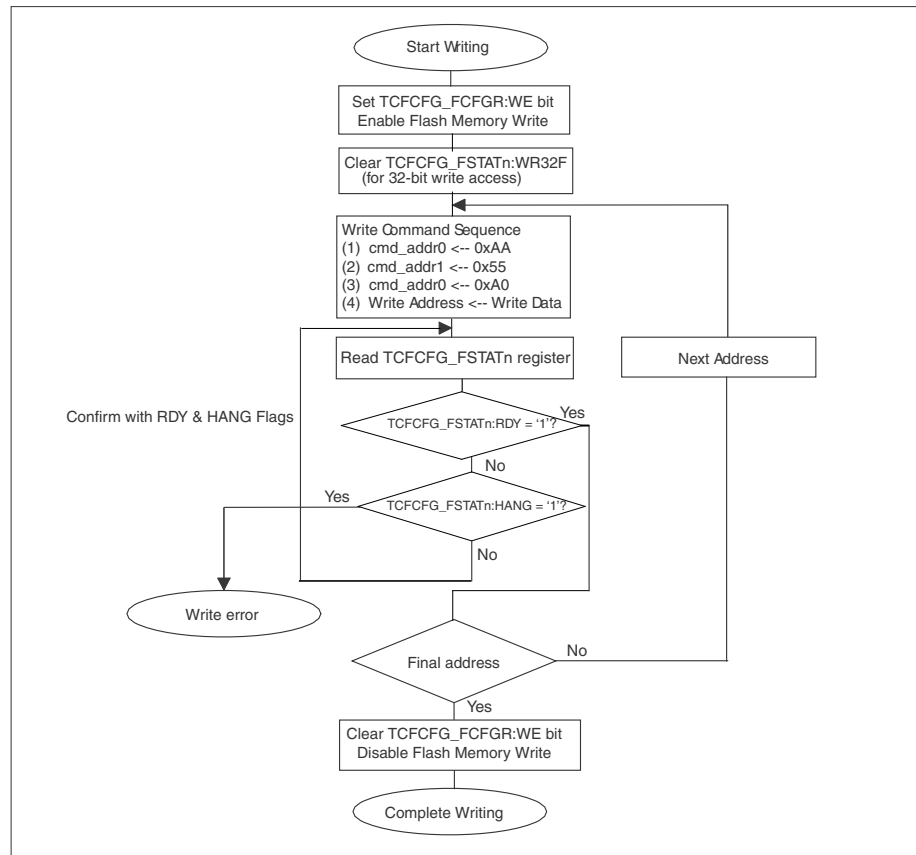 Start Writing
Set TCFCFG_FCFGR:WE bit
Enable Flash Memory Write
Clear TCFCFG_FSTATn:WR32F
(for 32-bit write access)
Write Command Sequence
(1) cmd_addr0 <-- 0xAA
(2) cmd_addr1 <-- 0x55
(3) cmd_addr0 <-- 0xA0
(4) Write Address <-- Write Data
Read TCFCFG_FSTATn register
Next Address
Confirm with RDY & HANG Flags
Yes
TCFCFG_FSTATn:RDY = ‘1’?
No
Yes
TCFCFG_FSTATn:HANG = ‘1’?
No
Write error
Final address
No
Yes
Clear TCFCFG_FCFGR:WE bit
Disable Flash Memory Write
Complete Writing